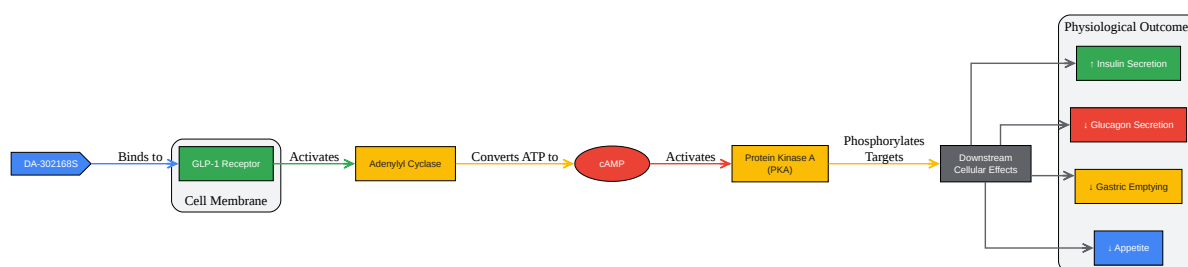 Physiological Outcome
↑ Insulin Secretion
↓ Glucagon Secretion
Phosphorylates
Targets
DA-302168S
Binds to
GLP-1 Receptor
Cell Membrane
Activates
Adenylyl Cyclase
Converts ATP to
cAMP
Activates
Protein Kinase A
(PKA)
Downstream
Cellular Effects
↓ Gastric Emptying
↓ Appetite